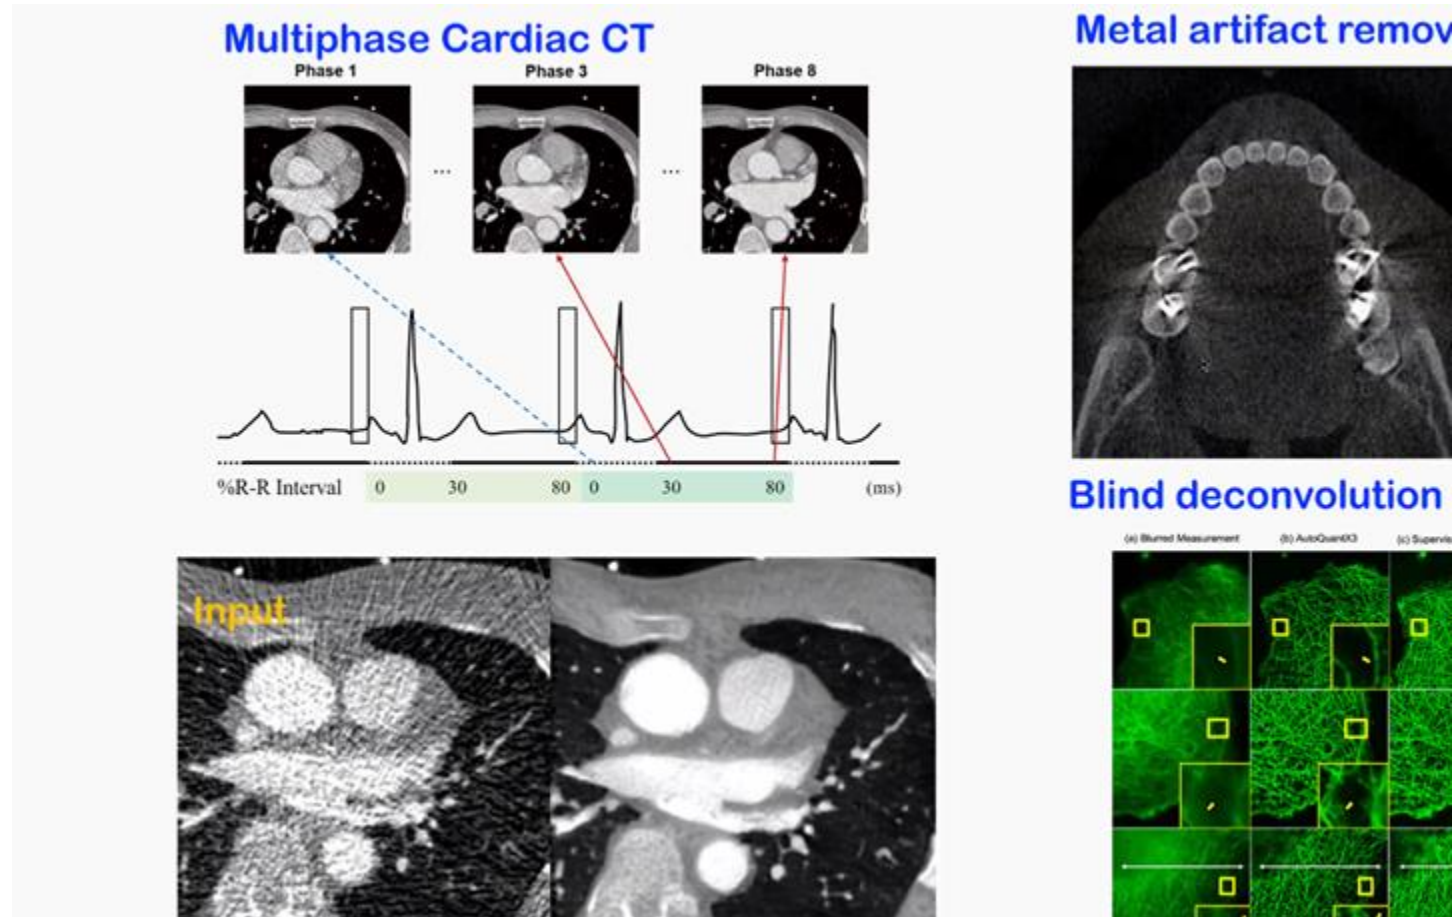 Multiphase Cardiac CT
Phase 1
Phase 3
Phase 8
...
...
%R-R Interval 0 30 80 0 30 80 (ms)
Input
Metal artifact remov
Blind deconvolution
(a) Blurred Measurement (b) AutoQuantX3 (c) Supervis